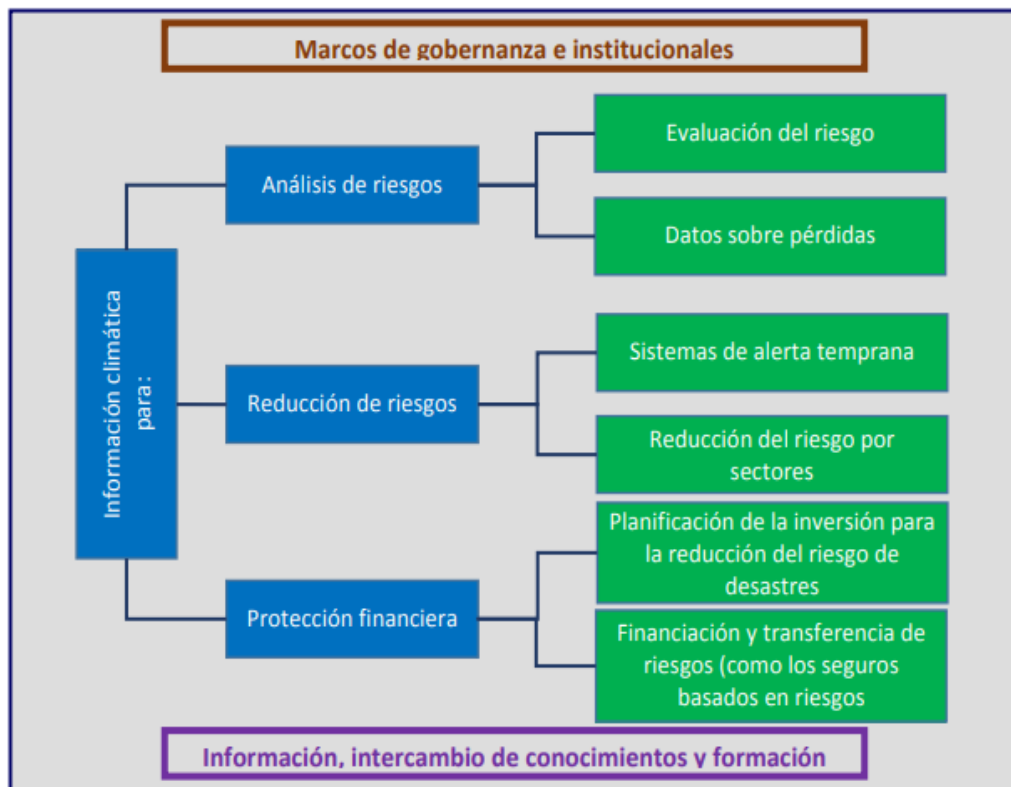 Marcos de gobernanza e institucionales
Información climática
para :
Análisis de riesgos
Evaluación del riesgo
Datos sobre pérdidas
Reducción de riesgos
Sistemas de alerta temprana
Reducción del riesgo por
sectores
Protección financiera
Planificación de la inversión para
la reducción del riesgo de
desastres
Financiación y transferencia de
riesgos (como los seguros
basados en riesgos
Información, intercambio de conocimientos y formación